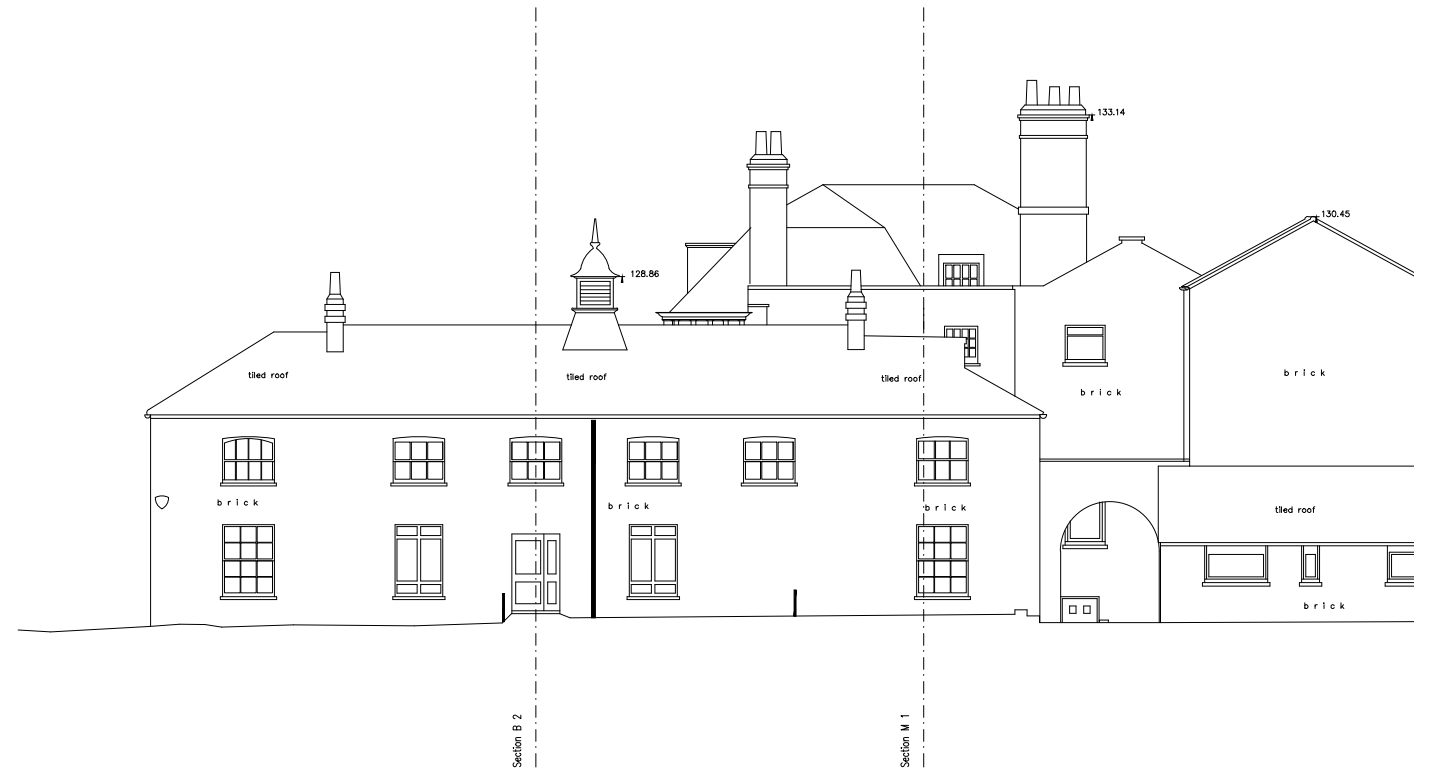 133.14
130.45
128.86
tiled roof
tiled roof
tiled roof
brick
brick
brick
brick
brick
tiled roof
brick
Section B 2
Section M 1